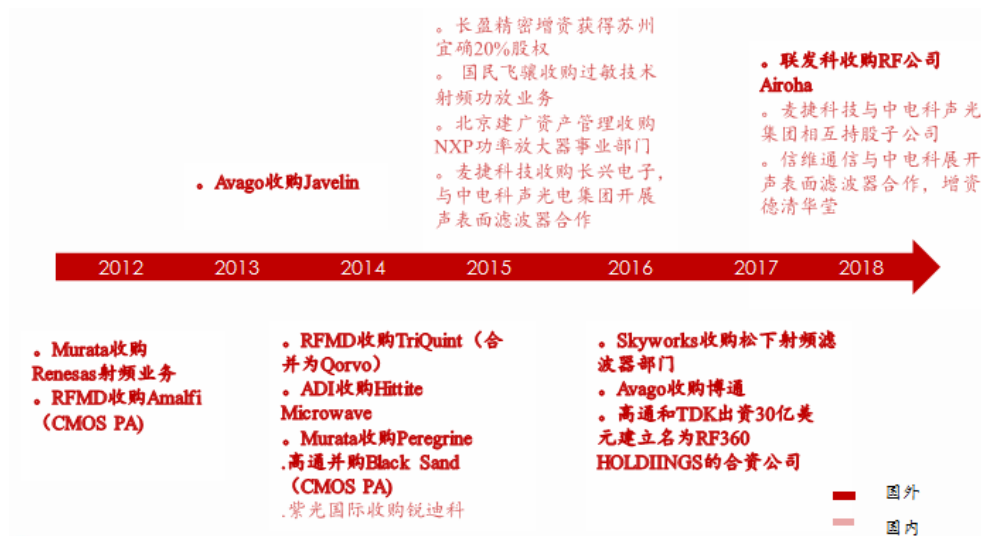 。长盈精密增资获得苏州
宜确20%股权
。 国民飞骧收购过敏技术
射频功放业务
。北京建广资产管理收购
NXP功率放大器事业部门
。麦捷科技收购长兴电子，
与中电科声光电集团开展
声表面滤波器合作
。联发科收购RF公司
Airoha
。麦捷科技与中电科声光
集团相互持股子公司
。信维通信与中电科展开
声表面滤波器合作，增资
德清华莹
。Avago收购Javelin
2012 2013 2014 2015 2016 2017 2018
。Murata收购
Renesas射频业务
。RFMD收购Amalfi
（CMOS PA)
。RFMD收购TriQuint（合
并为Qorvo）
。ADI收购Hittite
Microwave
。Murata收购Peregrine
.高通并购Black Sand
（CMOS PA)
.紫光国际收购锐迪科
。Skyworks收购松下射频滤
波器部门
。Avago收购博通
。高通和TDK出资30亿美
元建立名为RF360
HOLDIINGS的合资公司
国外
国内